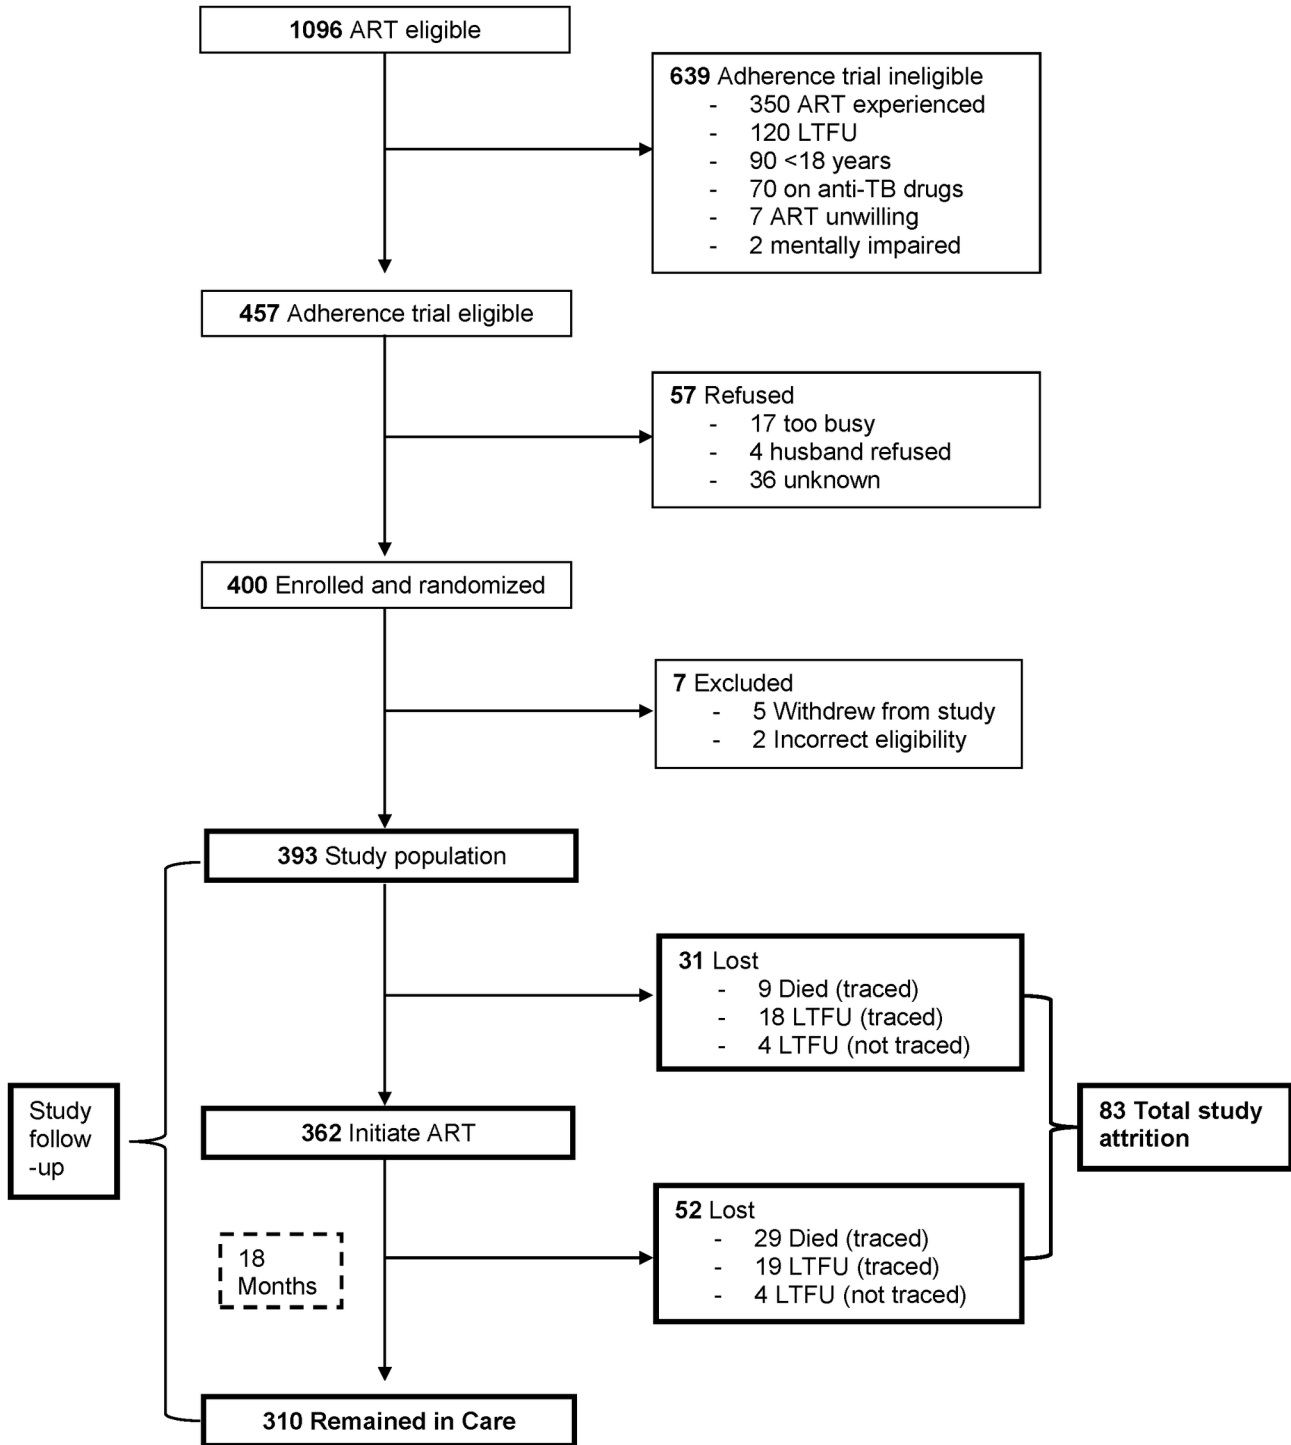 1096 ART eligible
639 Adherence trial ineligible
- 350 ART experienced
- 120 LTFU
- 90 <18 years
- 70 on anti-TB drugs
- 7 ART unwilling
- 2 mentally impaired
457 Adherence trial eligible
57 Refused
- 17 too busy
- 4 husband refused
- 36 unknown
400 Enrolled and randomized
7 Excluded
- 5 Withdrew from study
- 2 Incorrect eligibility
393 Study population
31 Lost
- 9 Died (traced)
- 18 LTFU (traced)
- 4 LTFU (not traced)
Study
follow
-up
362 Initiate ART
83 Total study
attrition
52 Lost
- 29 Died (traced)
- 19 LTFU (traced)
- 4 LTFU (not traced)
18
Months
310 Remained in Care